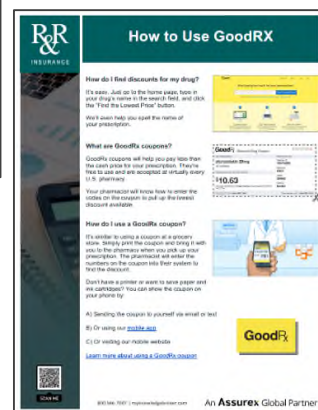 R&R
INSURANCE
How to Use GoodRX
How do I find discounts for my drug?
It's easy. Just go to the home page, type in
your drug's name in the search field, and click
the "Find the Lowest Price" button.
We'll even help you spell the name of
your prescription.
What are GoodRx coupons?
GoodRx coupons will help you pay less than
the cash price for your prescription. They're
free to use and are accepted at virtually every
U.S. pharmacy.
Your pharmacist will know how to enter the
codes on the coupon to pull up the lowest
discount available.
GoodRx
$10.63
How do I use a GoodRx coupon?
It's similar to using a coupon at a grocery
store. Simply print the coupon and bring it with
you to the pharmacy when you pick up your
prescription. The pharmacist will enter the
numbers on the coupon into their system to
find the discount.
Don't have a printer or want to save paper and
ink cartridges? You can show the coupon on
your phone by:
A) Sending the coupon to yourself via email or text
B) Or using our mobile app
C) Or visiting our mobile website
Learn more about using a GoodRx coupon
GoodRx
SCAN ME
An Assurex Global Partner